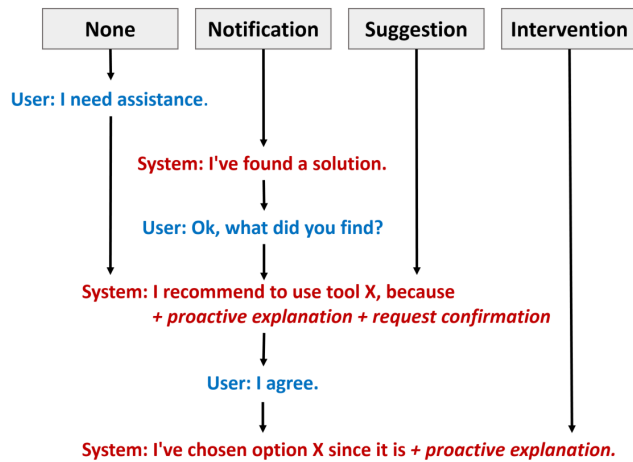 None
Notification
Suggestion
Intervention
User: I need assistance.
System: I've found a solution.
User: Ok, what did you find?
System: I recommend to use tool X, because
+ proactive explanation + request confirmation
User: I agree.
System: I've chosen option X since it is + proactive explanation.